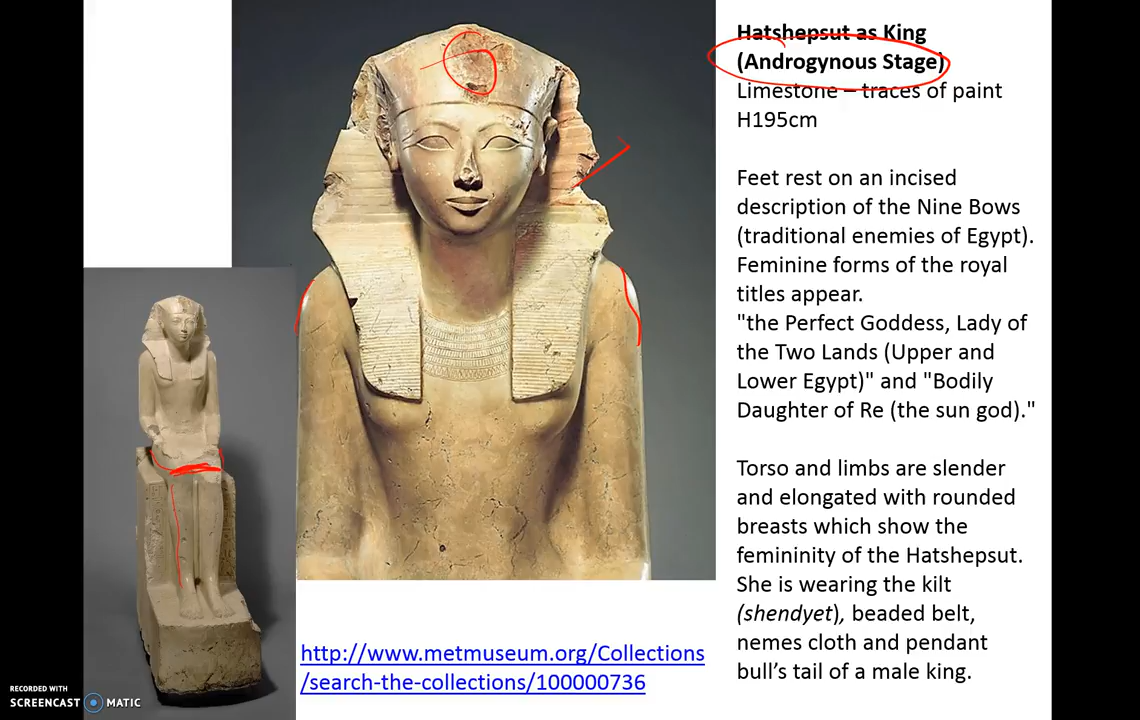 Hatshepsut as King
(Androgynous Stage)
Limestone – traces of paint
H195cm
Feet rest on an incised
description of the Nine Bows
(traditional enemies of Egypt).
Feminine forms of the royal
titles appear.
"the Perfect Goddess, Lady of
the Two Lands (Upper and
Lower Egypt)" and "Bodily
Daughter of Re (the sun god)."
Torso and limbs are slender
and elongated with rounded
breasts which show the
femininity of the Hatshepsut.
She is wearing the kilt
(shendyet), beaded belt,
nemes cloth and pendant
bull's tail of a male king.
http://www.metmuseum.org/Collections
/search-the-collections/100000736
RECORDED WITH
SCREENCAST MATIC